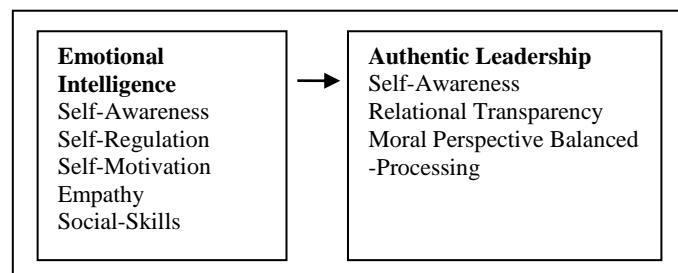 Emotional
Intelligence
Self-Awareness
Self-Regulation
Self-Motivation
Empathy
Social-Skills
Authentic Leadership
Self-Awareness
Relational Transparency
Moral Perspective Balanced
-Processing